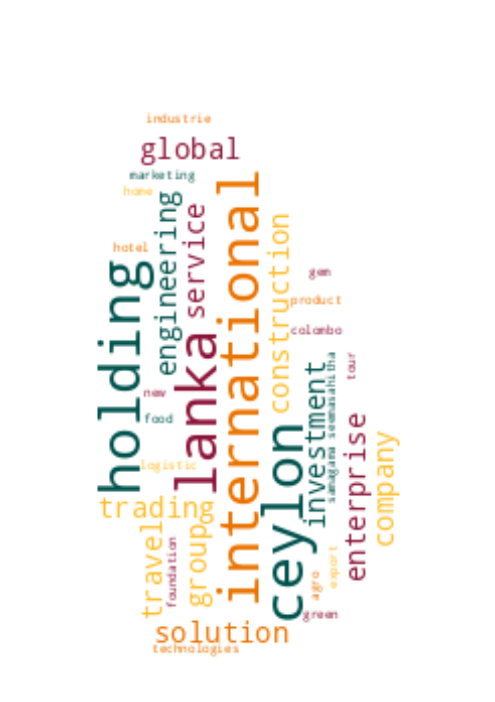 industrie
global
marketing
home
engineering
service
international
construction
hotel
holding
lanka
gem
product
colombo
new
food
investment
samagama seemasahitha
tour
ceylon
enterprise
company
logistic
trading
travel
foundation
group
export
agro
green
solution
technologies